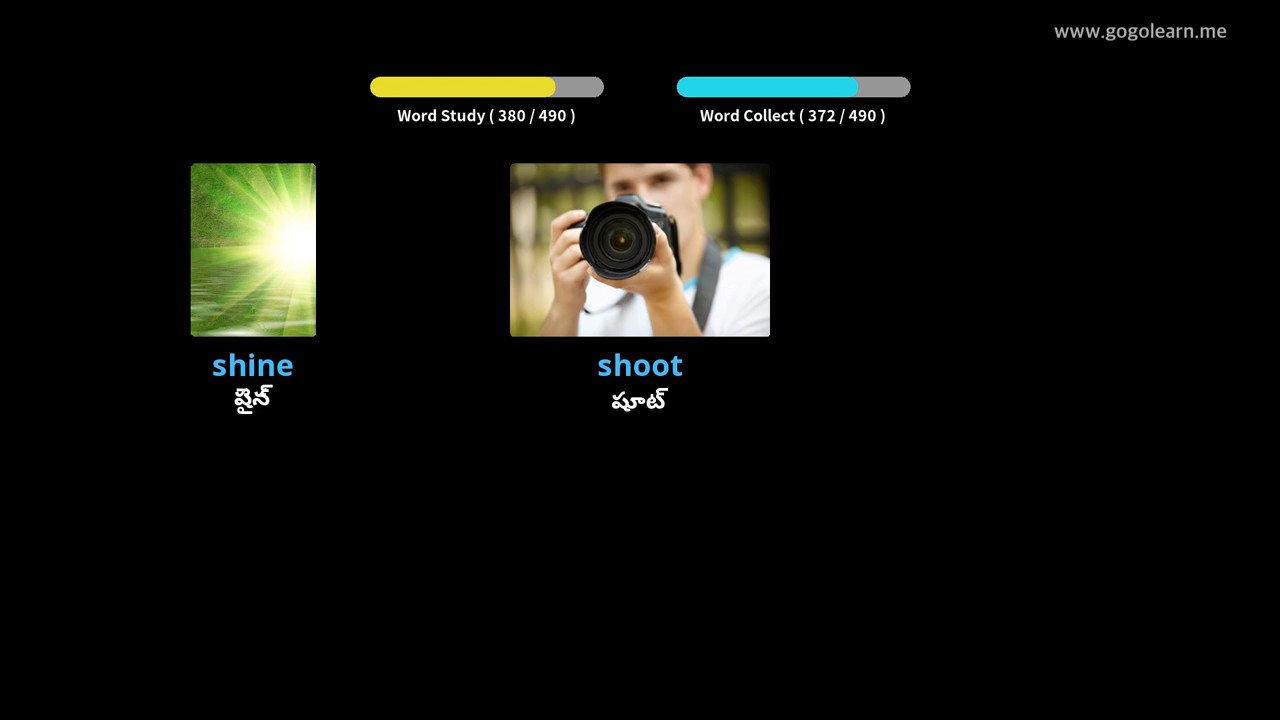 www.gogolearn.me
Word Study ( 380 / 490 )
Word Collect ( 372 / 490 )
shine
షైన్
shoot
షూట్